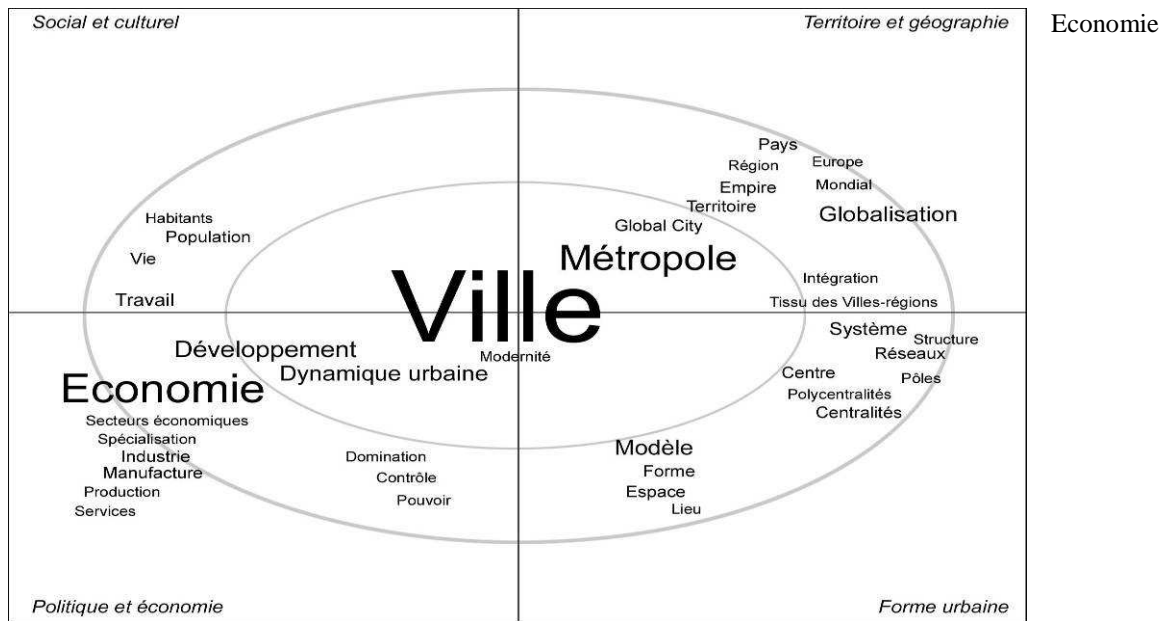 Social et culturel
Territoire et géographie
Economie
Pays
Région
Europe
Empire
Mondial
Territoire
Globalisation
Global City
Habitants
Population
Vie
Métropole
Ville
Intégration
Travail
Tissu des Villes-régions
Système
Structure
Développement
Modernité
Réseaux
Dynamique urbaine
Centre
Pôles
Economie
Polycentralités
Centralités
Secteurs économiques
Spécialisation
Industrie
Manufacture
Production
Services
Domination
Contrôle
Pouvoir
Modèle
Forme
Espace
Lieu
Politique et économie
Forme urbaine